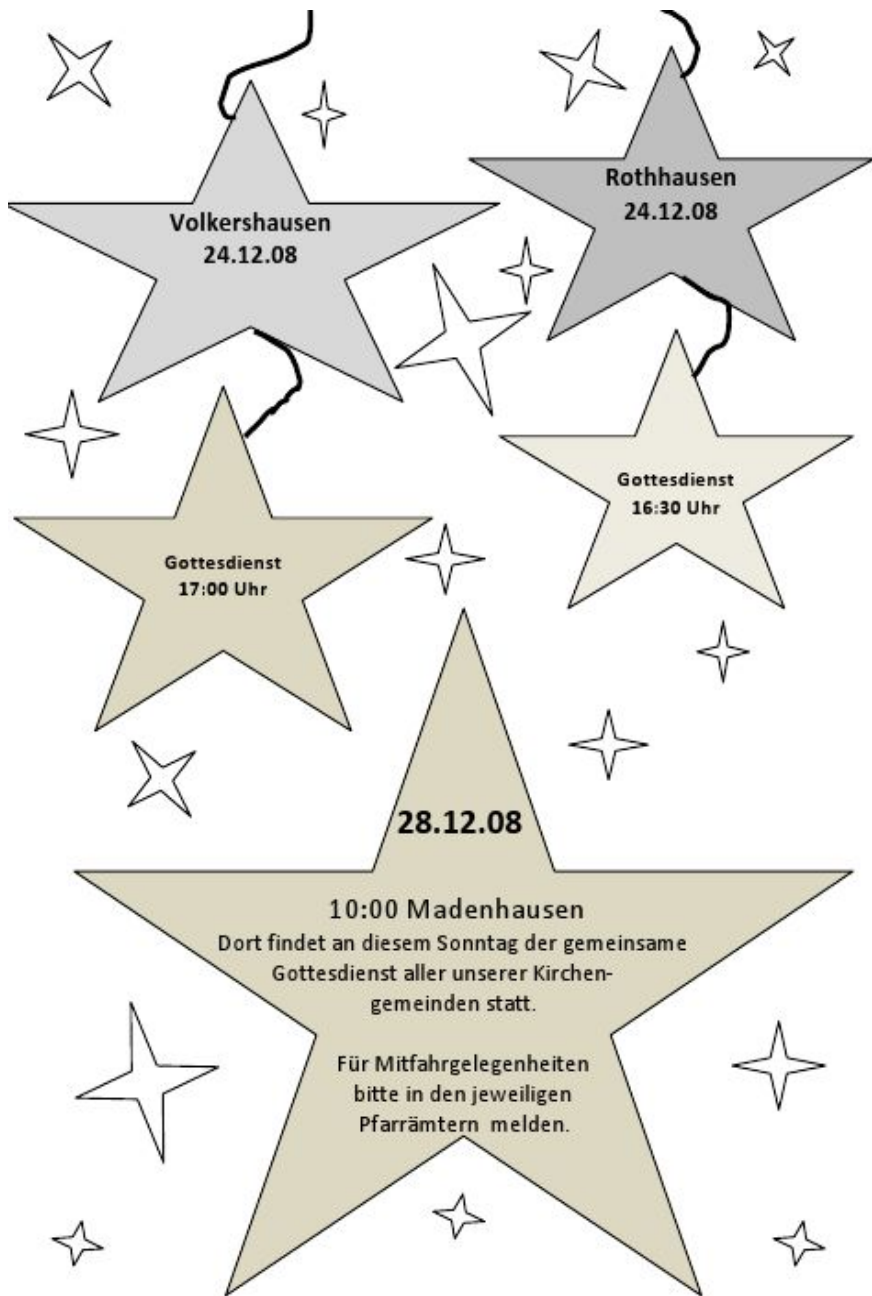 Volkershausen
24.12.08
Rothhausen
24.12.08
Gottesdienst
16:30 Uhr
Gottesdienst
17:00 Uhr
28.12.08
10:00 Madenhausen
Dort findet an diesem Sonntag der gemeinsame
Gottesdienst aller unserer Kirchen-
gemeinden statt.
Für Mitfahrgelegenheiten
bitte in den jeweiligen
Pfarrämtern melden.